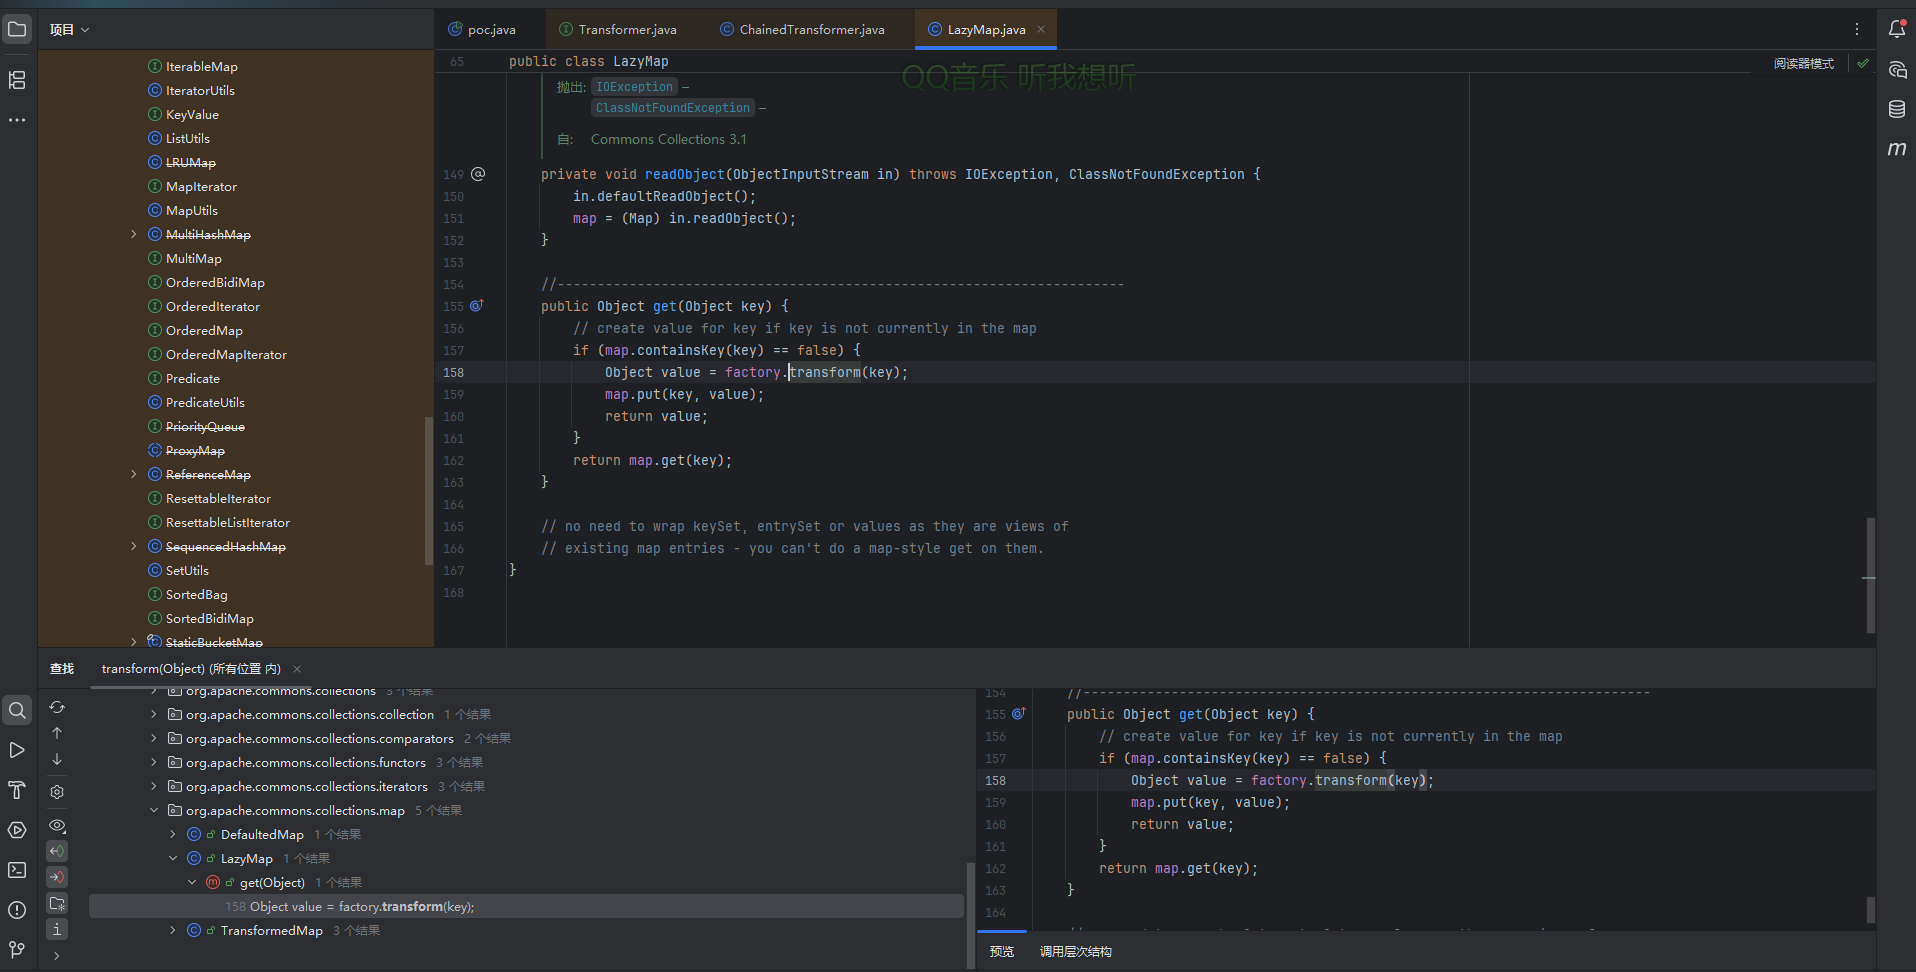 项目
poc.java
Transformer.java
ChainedTransformer.java
LazyMap.java
IterableMap
IteratorUtils
KeyValue
ListUtils
LRUMap
MapIterator
MapUtils
MultiHashMap
MultiMap
OrderedBidiMap
OrderedIterator
OrderedMap
OrderedMapIterator
Predicate
PredicateUtils
PriorityQueue
ProxyMap
ReferenceMap
ResettableIterator
ResettableListIterator
SequencedHashMap
SetUtils
SortedBag
SortedBidiMap
StaticBucketMap
65 public class LazyMap
QQ音乐 听我想听
阅读器模式
抛出: IOException –
ClassNotFoundException –
自: Commons Collections 3.1
149 @ private void readObject(ObjectInputStream in) throws IOException, ClassNotFoundException {
150 in.defaultReadObject();
151 map = (Map) in.readObject();
152 }
153
154 //-----------------------------------------------------------------------
155 public Object get(Object key) {
156 // create value for key if key is not currently in the map
157 if (map.containsKey(key) == false) {
158 Object value = factory.transform(key);
159 map.put(key, value);
160 return value;
161 }
162 return map.get(key);
163 }
164
165 // no need to wrap keySet, entrySet or values as they are views of
166 // existing map entries - you can't do a map-style get on them.
167 }
168
m
查找
transform(Object) (所有位置 内)
org.apache.commons.collections 3 个结果
org.apache.commons.collections.collection 1 个结果
org.apache.commons.collections.comparators 2 个结果
org.apache.commons.collections.functors 3 个结果
org.apache.commons.collections.iterators 3 个结果
org.apache.commons.collections.map 5 个结果
DefaultedMap 1 个结果
LazyMap 1 个结果
get(Object) 1 个结果
158 Object value = factory.transform(key);
TransformedMap 3 个结果
154 //-----------------------------------------------------------------------
155 public Object get(Object key) {
156 // create value for key if key is not currently in the map
157 if (map.containsKey(key) == false) {
158 Object value = factory.transform(key);
159 map.put(key, value);
160 return value;
161 }
162 return map.get(key);
163 }
164
预览
调用层次结构